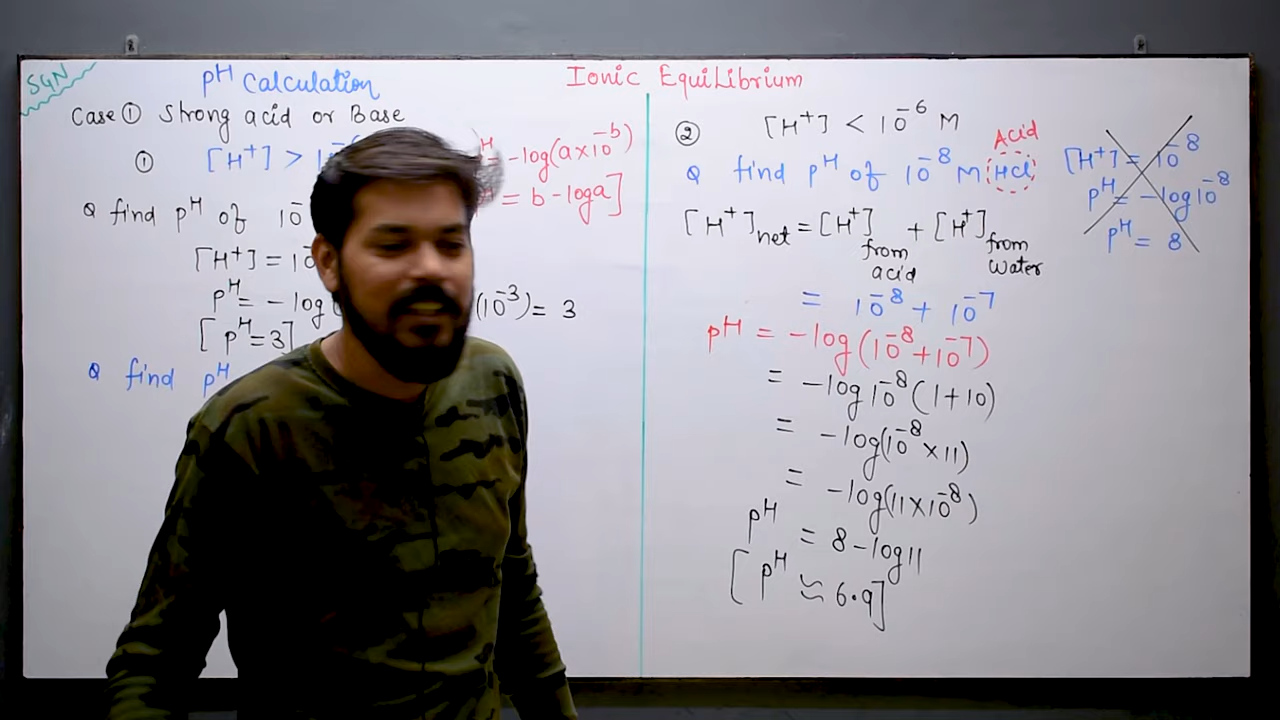 SGN
Ionic Equilibrium
pH Calculation
Case ① Strong acid or Base
① [H⁺] > 10
-log(a×10⁻ᵇ)
= b - log a]
Q find pH of 10⁻
[H⁺] = 10
pH = - log (10⁻³) = 3
[pH = 3]
Q find pH
② [H⁺] < 10⁻⁶ M
Acid
Q find pH of 10⁻⁸ M HCl
[H⁺]net = [H⁺] from acid + [H⁺] from water
= 10⁻⁸ + 10⁻⁷
pH = -log(10⁻⁸+10⁻⁷)
= -log10⁻⁸(1+10)
= -log(10⁻⁸×11)
= -log(11×10⁻⁸)
pH = 8-log11
[pH ≈ 6.9]
[H⁺] = 10⁻⁸
pH = -log10⁻⁸
pH = 8